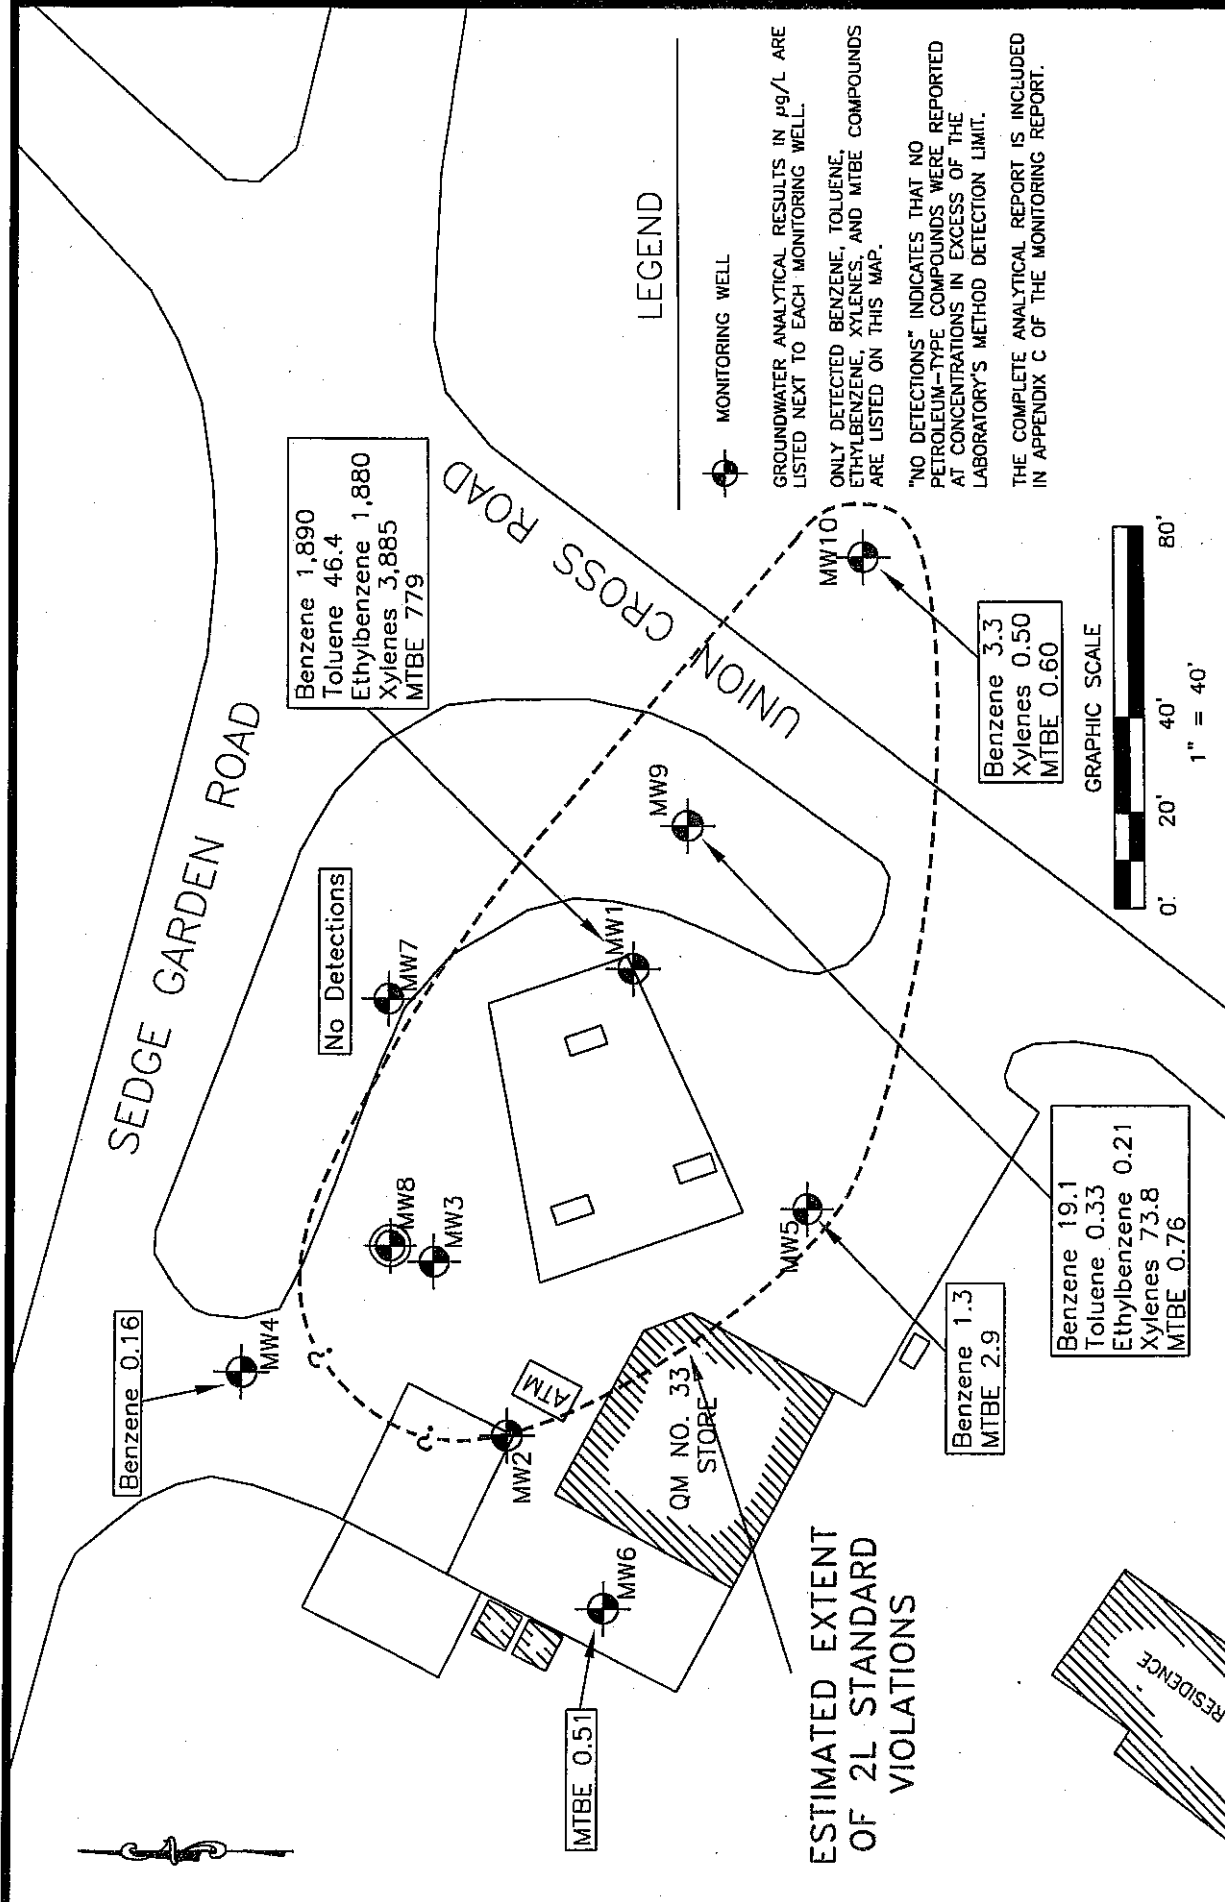 SEDGE GARDEN ROAD
UNION CROSS ROAD
Benzene 0.16
MW4
No Detections
MW7
Benzene 1,890
Toluene 46.4
Ethylbenzene 1,880
Xylenes 3,885
MTBE 779
MW1
MW8
MW3
?
?
ATM
MW2
MW9
MW10
MTBE 0.51
MW6
QM NO. 33
STORE
MW5
ESTIMATED EXTENT
OF 2L STANDARD
VIOLATIONS
Benzene 1.3
MTBE 2.9
Benzene 19.1
Toluene 0.33
Ethylbenzene 0.21
Xylenes 73.8
MTBE 0.76
Benzene 3.3
Xylenes 0.50
MTBE 0.60
RESIDENCE
LEGEND
MONITORING WELL
GROUNDWATER ANALYTICAL RESULTS IN µg/L ARE
LISTED NEXT TO EACH MONITORING WELL.
ONLY DETECTED BENZENE, TOLUENE,
ETHYLBENZENE, XYLENES, AND MTBE COMPOUNDS
ARE LISTED ON THIS MAP.
"NO DETECTIONS" INDICATES THAT NO
PETROLEUM-TYPE COMPOUNDS WERE REPORTED
AT CONCENTRATIONS IN EXCESS OF THE
LABORATORY'S METHOD DETECTION LIMIT.
THE COMPLETE ANALYTICAL REPORT IS INCLUDED
IN APPENDIX C OF THE MONITORING REPORT.
GRAPHIC SCALE
0' 20' 40' 80'
1" = 40'